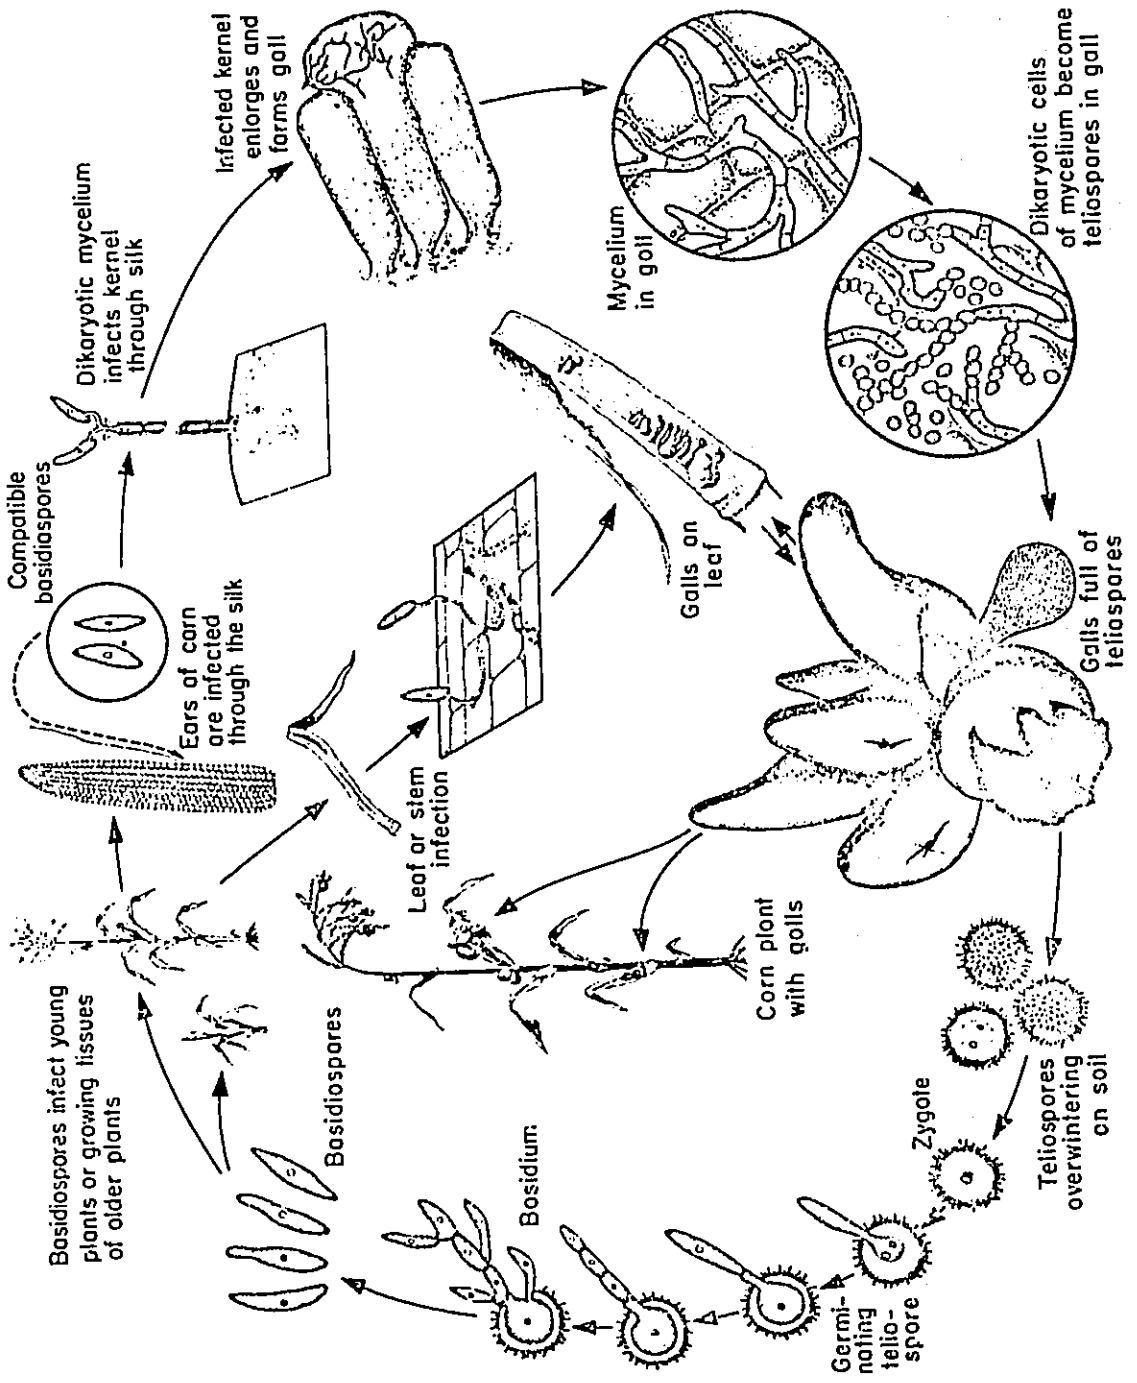 Basidiospores infect young
plants or growing tissues
of older plants
Compatible
basidiospores
Ears of corn
are infected
through the silk
Dikaryotic mycelium
infects kernel
through silk
Infected kernel
enlarges and
forms gall
Mycelium
in gall
Dikaryotic cells
of mycelium become
teliospores in gall
Leaf or stem
infection
Galls on
leaf
Galls full of
teliospores
Corn plant
with galls
Basidiospores
Basidium
Germi-
nating
telio-
spore
Zygote
Teliospores
overwintering
on soil